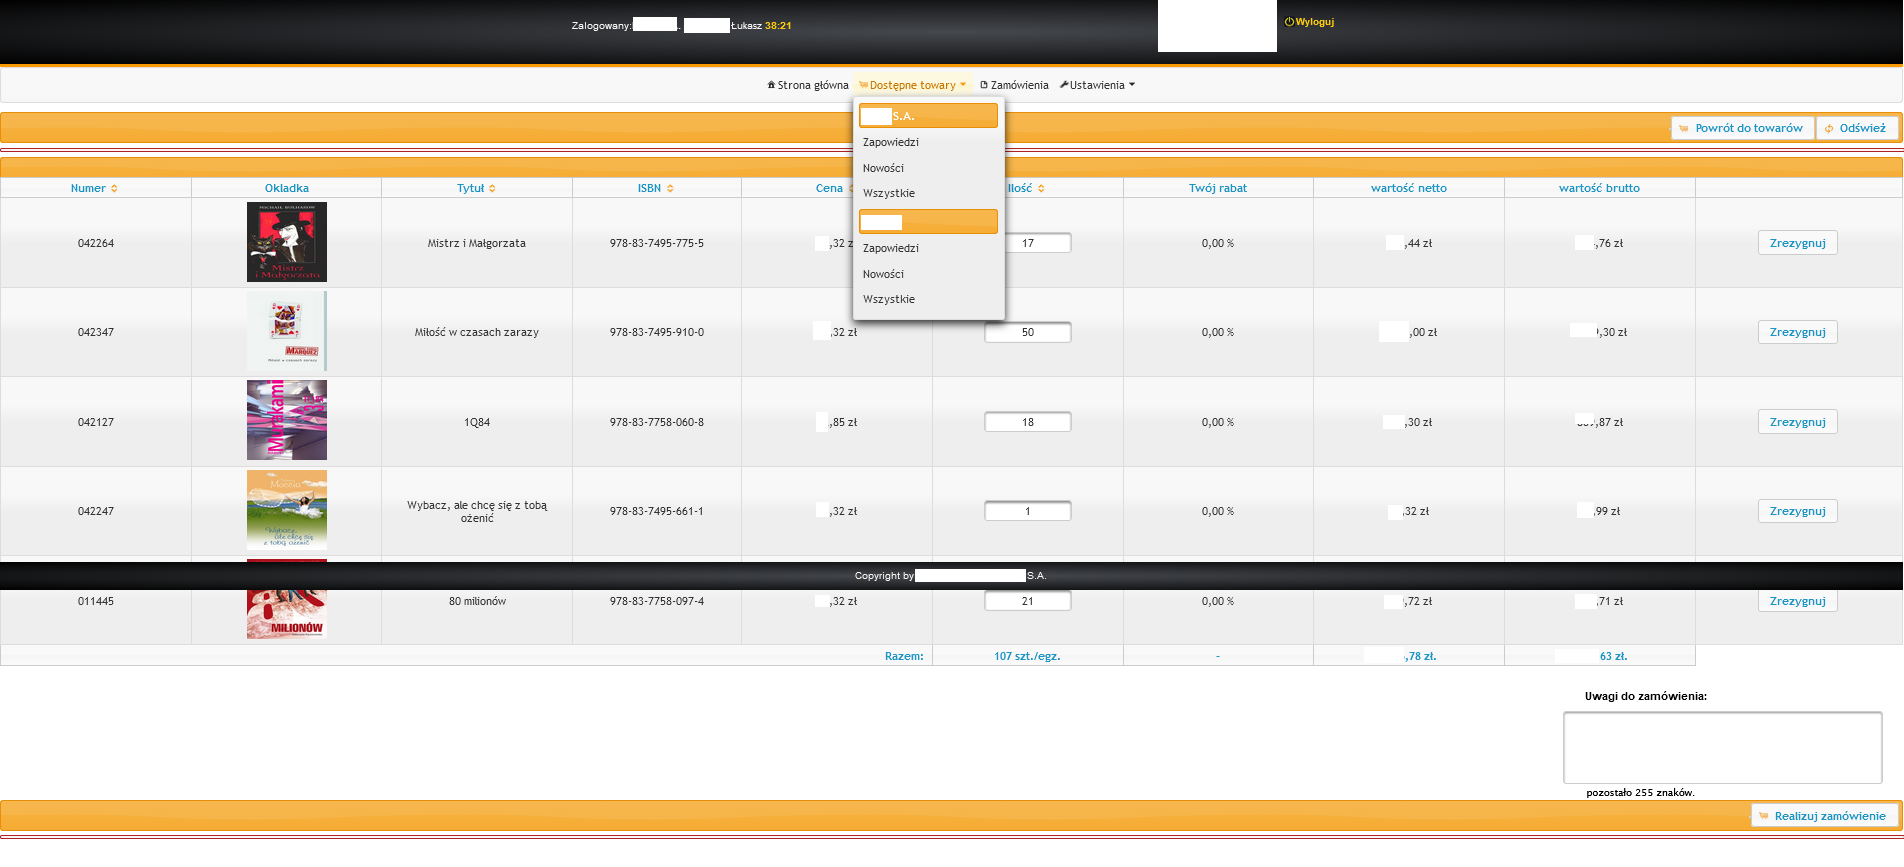 Zalogowany: . Łukasz 38:21
Wyloguj
Strona główna Dostępne towary Zamówienia Ustawienia
S.A.
Zapowiedzi
Nowości
Wszystkie
Zapowiedzi
Nowości
Wszystkie
Powrót do towarów Odśwież
Numer Okladka Tytuł ISBN Cena Ilość Twój rabat wartość netto wartość brutto
MICHAIL BUŁHAKOW
Mistrz
i Małgorzata
042264 Mistrz i Małgorzata 978-83-7495-775-5 ,32 z 17 0,00 % ,44 zł ,76 zł Zrezygnuj
MARQUEZ
Miłość w czasach zarazy
042347 Miłość w czasach zarazy 978-83-7495-910-0 ,32 zł 50 0,00 % ,00 zł ,30 zł Zrezygnuj
Murakami
042127 1Q84 978-83-7758-060-8 ,85 zł 18 0,00 % ,30 zł ,87 zł Zrezygnuj
Moccia
Wybacz,
ale chcę się
z tobą ożenić
042247 Wybacz, ale chcę się z tobą ożenić 978-83-7495-661-1 ,32 zł 1 0,00 % ,32 zł ,99 zł Zrezygnuj
Copyright by S.A.
MILIONÓW
011445 80 milionów 978-83-7758-097-4 ,32 zł 21 0,00 % ,72 zł ,71 zł Zrezygnuj
Razem: 107 szt./egz. - ,78 zł. 63 zł.
Uwagi do zamówienia:
pozostało 255 znaków.
Realizuj zamówienie